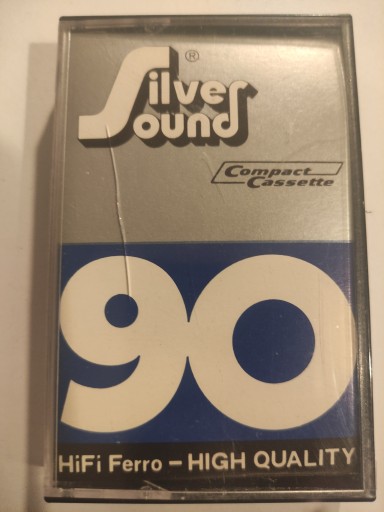 Silver ®
Sound
Compact
Cassette
90
HiFi Ferro – HIGH QUALITY